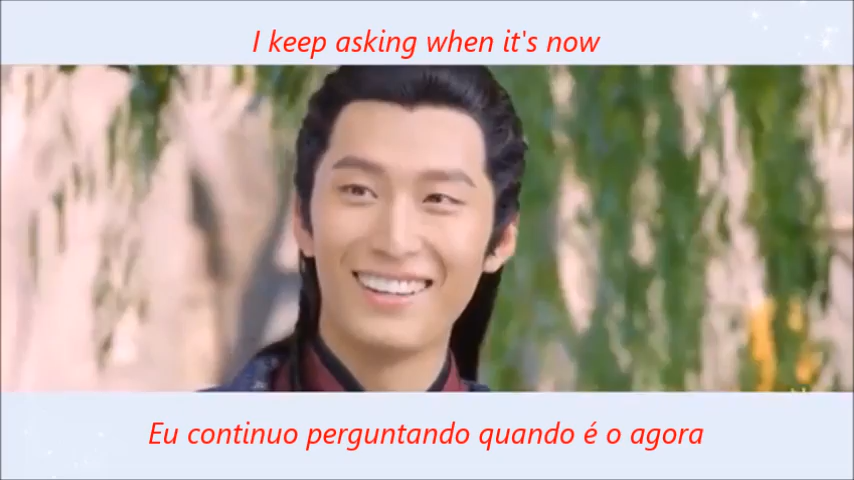 I keep asking when it's now
Eu continuo perguntando quando é o agora